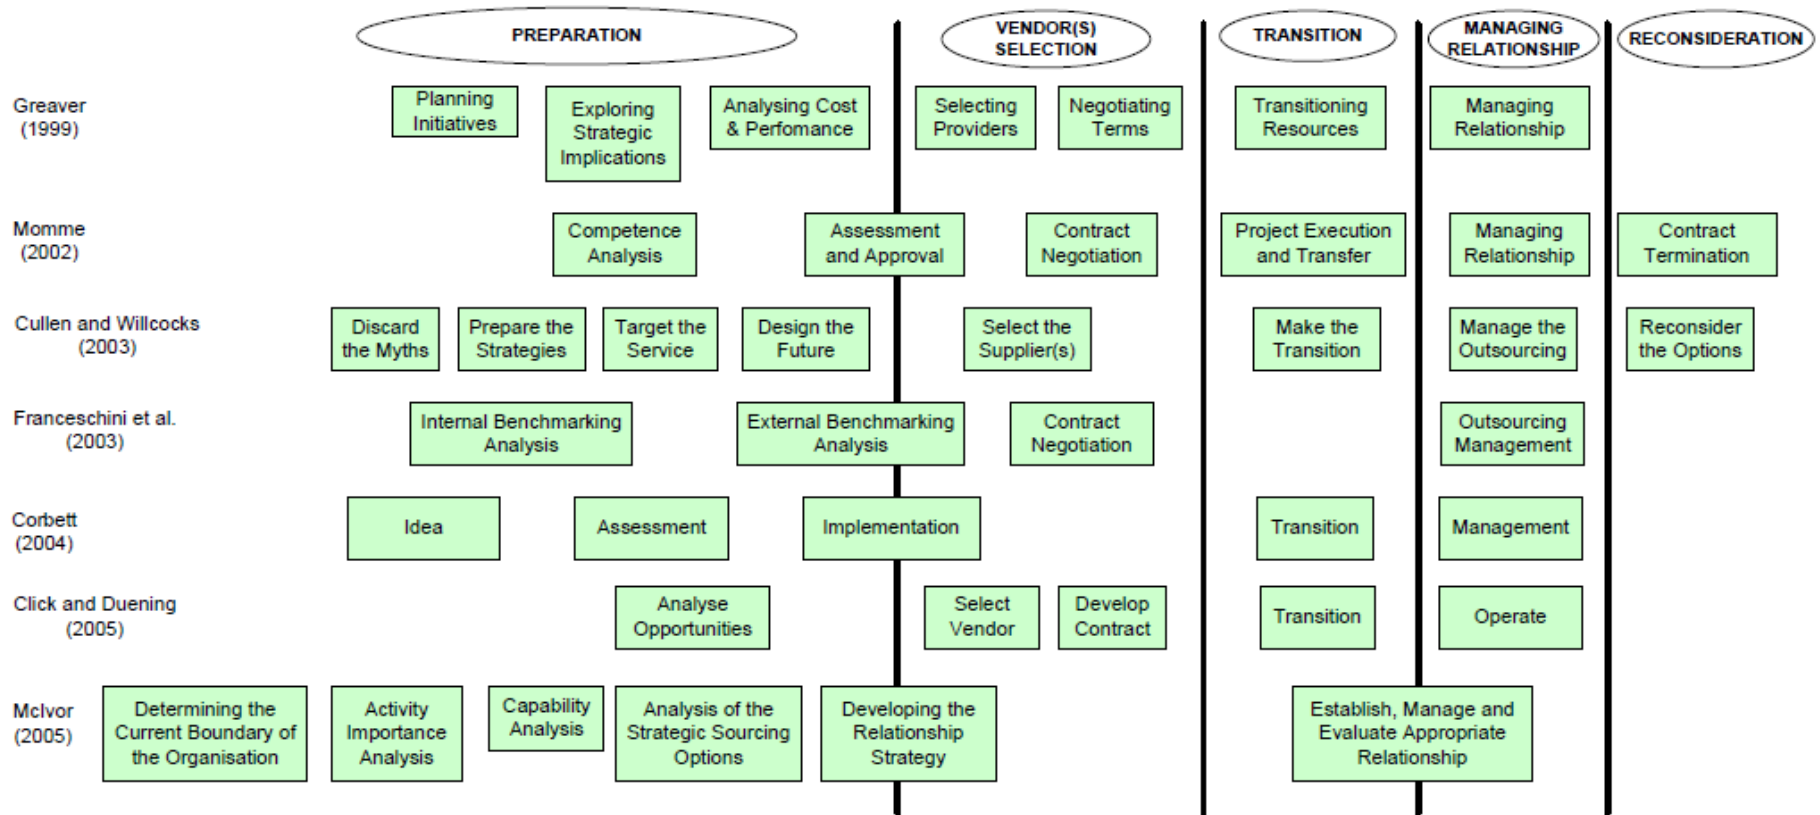 PREPARATION
VENDOR(S)
SELECTION
TRANSITION
MANAGING
RELATIONSHIP
RECONSIDERATION
Greaver
(1999)
Planning
Initiatives
Exploring
Strategic
Implications
Analysing Cost
& Perfomance
Selecting
Providers
Negotiating
Terms
Transitioning
Resources
Managing
Relationship
Momme
(2002)
Competence
Analysis
Assessment
and Approval
Contract
Negotiation
Project Execution
and Transfer
Managing
Relationship
Contract
Termination
Cullen and Willcocks
(2003)
Discard
the Myths
Prepare the
Strategies
Target the
Service
Design the
Future
Select the
Supplier(s)
Make the
Transition
Manage the
Outsourcing
Reconsider
the Options
Franceschini et al.
(2003)
Internal Benchmarking
Analysis
External Benchmarking
Analysis
Contract
Negotiation
Outsourcing
Management
Corbett
(2004)
Idea
Assessment
Implementation
Transition
Management
Click and Duening
(2005)
Analyse
Opportunities
Select
Vendor
Develop
Contract
Transition
Operate
McIvor
(2005)
Determining the
Current Boundary of
the Organisation
Activity
Importance
Analysis
Capability
Analysis
Analysis of the
Strategic Sourcing
Options
Developing the
Relationship
Strategy
Establish, Manage and
Evaluate Appropriate
Relationship